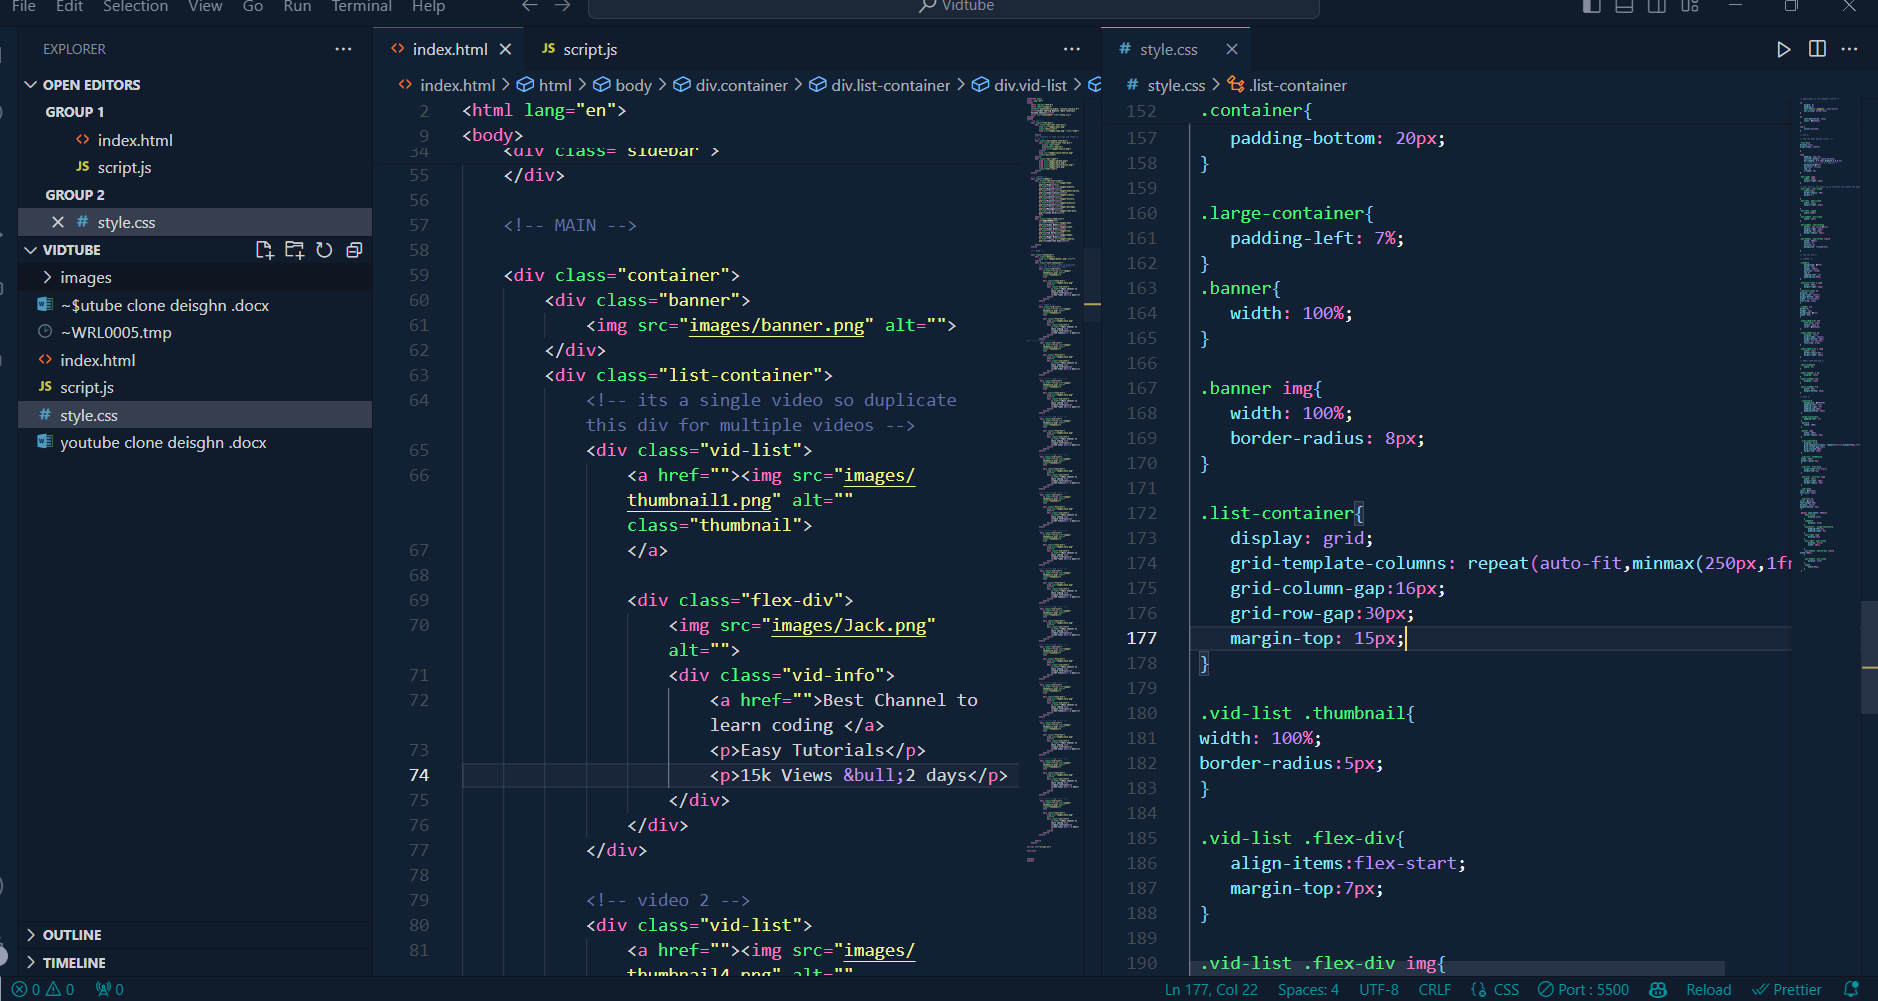 File Edit Selection View Go Run Terminal Help
Vidtube
EXPLORER
OPEN EDITORS
GROUP 1
index.html
JS script.js
GROUP 2
# style.css
VIDTUBE
images
~$utube clone deisghn .docx
~WRL0005.tmp
index.html
JS script.js
# style.css
youtube clone deisghn .docx
OUTLINE
TIMELINE
index.html
JS script.js
index.html > html > body > div.container > div.list-container > div.vid-list >
2 <html lang="en">
9 <body>
34 <div class="sidebar">
55 </div>
56
57 <!-- MAIN -->
58
59 <div class="container">
60 <div class="banner">
61 <img src="images/banner.png" alt="">
62 </div>
63 <div class="list-container">
64 <!-- its a single video so duplicate
this div for multiple videos -->
65 <div class="vid-list">
66 <a href=""><img src="images/
thumbnail1.png" alt=""
class="thumbnail">
67 </a>
68
69 <div class="flex-div">
70 <img src="images/Jack.png"
alt="">
71 <div class="vid-info">
72 <a href="">Best Channel to
learn coding </a>
73 <p>Easy Tutorials</p>
74 <p>15k Views &bull;2 days</p>
75 </div>
76 </div>
77 </div>
78
79 <!-- video 2 -->
80 <div class="vid-list">
81 <a href=""><img src="images/
thumbnail4.png" alt=""
# style.css
# style.css > .list-container
152 .container{
157 padding-bottom: 20px;
158 }
159
160 .large-container{
161 padding-left: 7%;
162 }
163 .banner{
164 width: 100%;
165 }
166
167 .banner img{
168 width: 100%;
169 border-radius: 8px;
170 }
171
172 .list-container{
173 display: grid;
174 grid-template-columns: repeat(auto-fit,minmax(250px,1fr
175 grid-column-gap:16px;
176 grid-row-gap:30px;
177 margin-top: 15px;
178 }
179
180 .vid-list .thumbnail{
181 width: 100%;
182 border-radius:5px;
183 }
184
185 .vid-list .flex-div{
186 align-items:flex-start;
187 margin-top:7px;
188 }
189
190 .vid-list .flex-div img{
0 0 0
Ln 177, Col 22 Spaces: 4 UTF-8 CRLF {} CSS Port : 5500 Reload Prettier